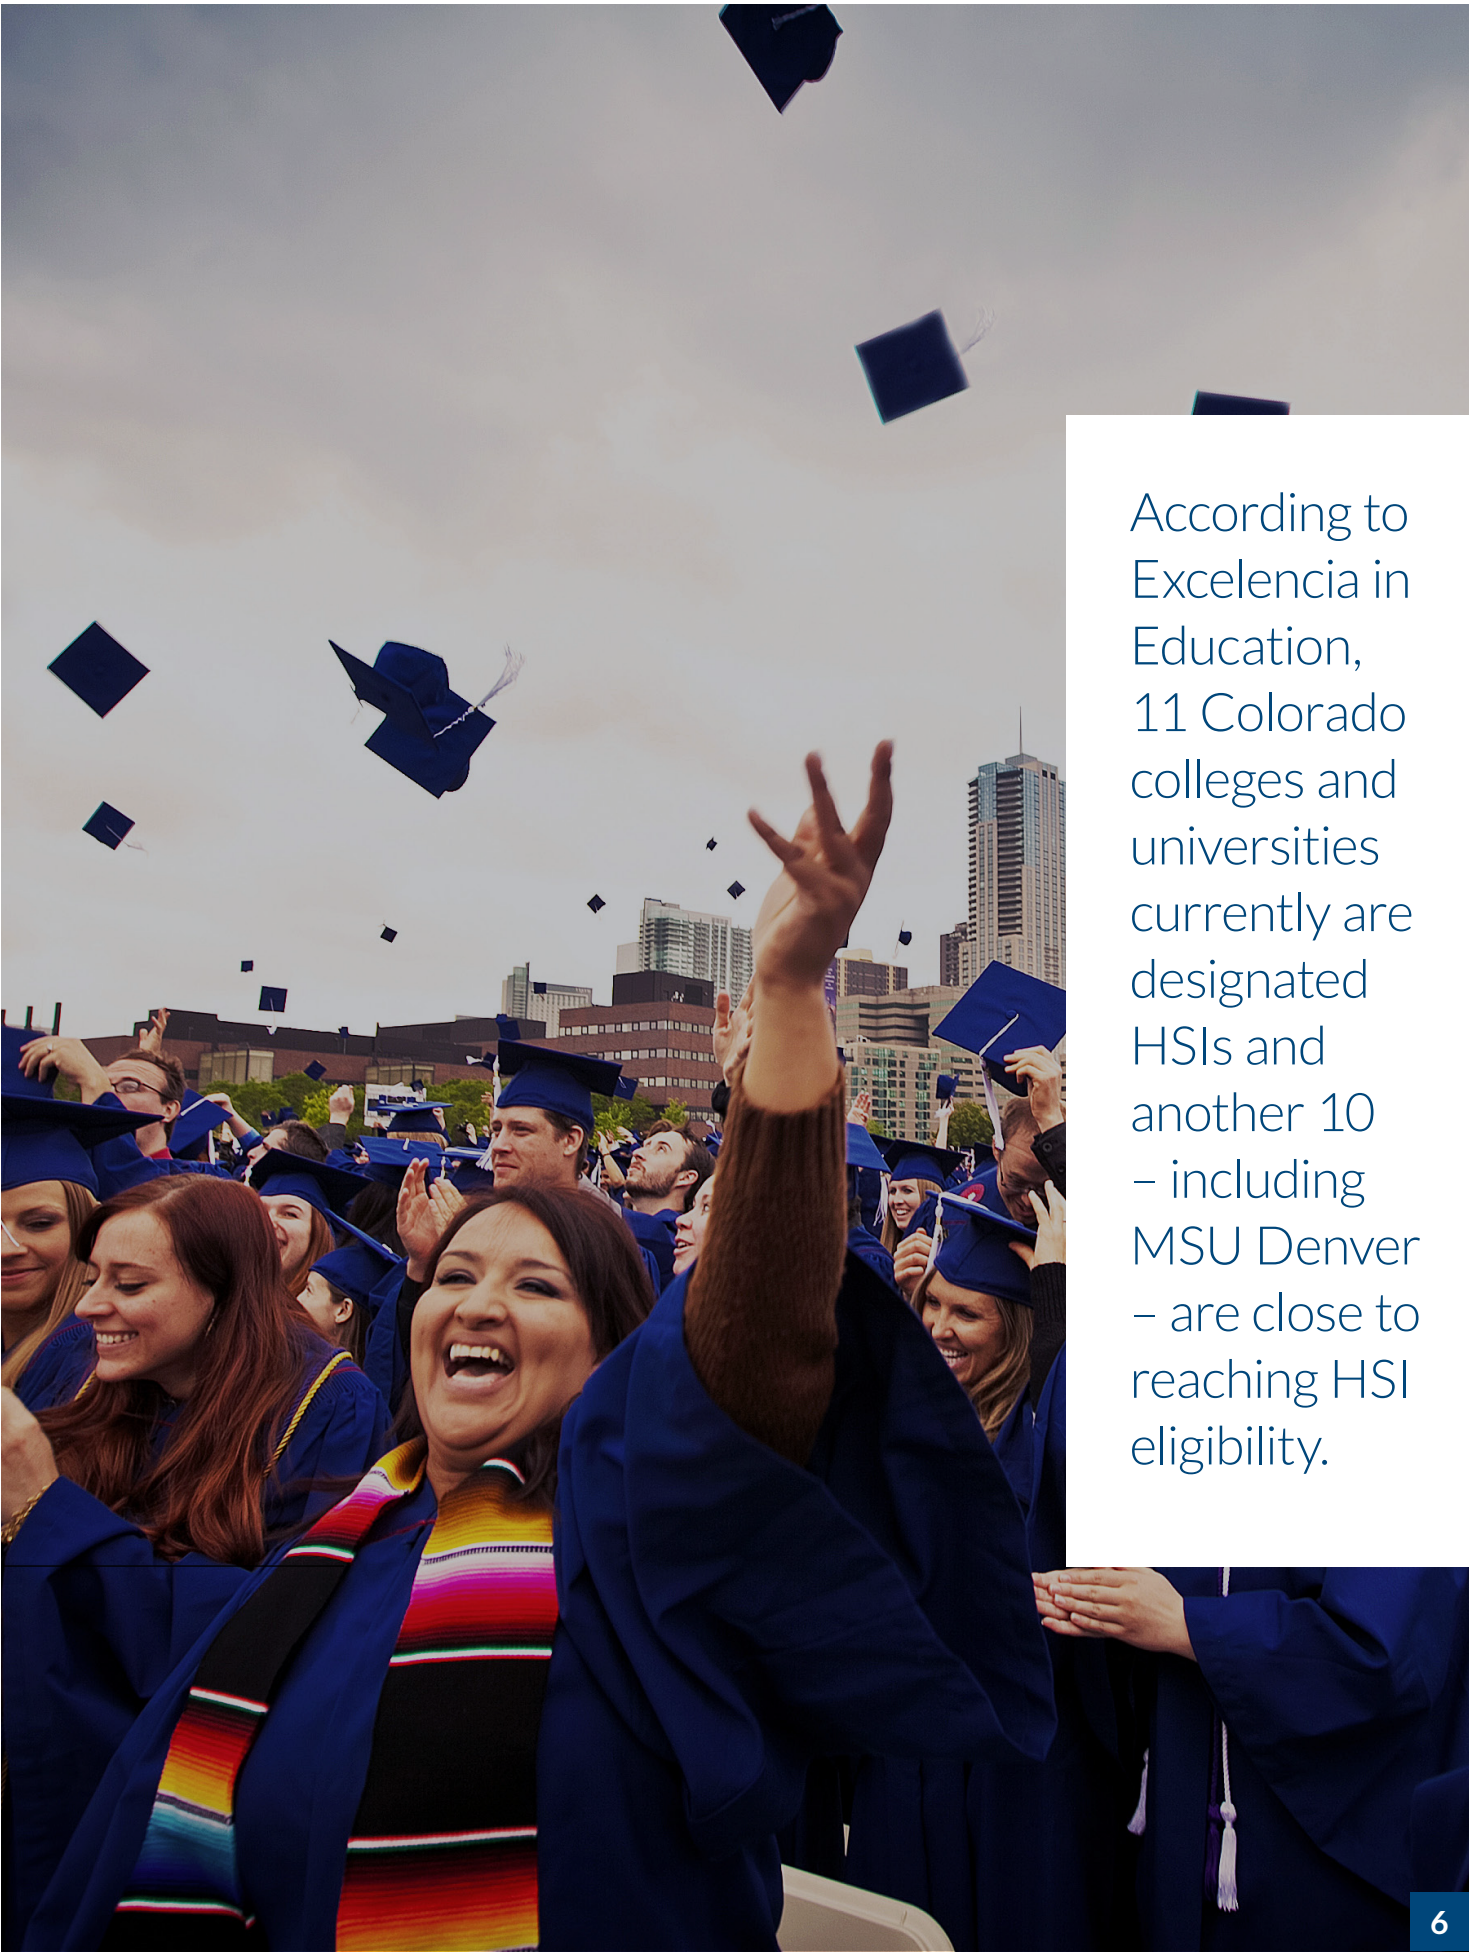 According to
Excelencia in
Education,
11 Colorado
colleges and
universities
currently are
designated
HSIs and
another 10
– including
MSU Denver
– are close to
reaching HSI
eligibility.
6